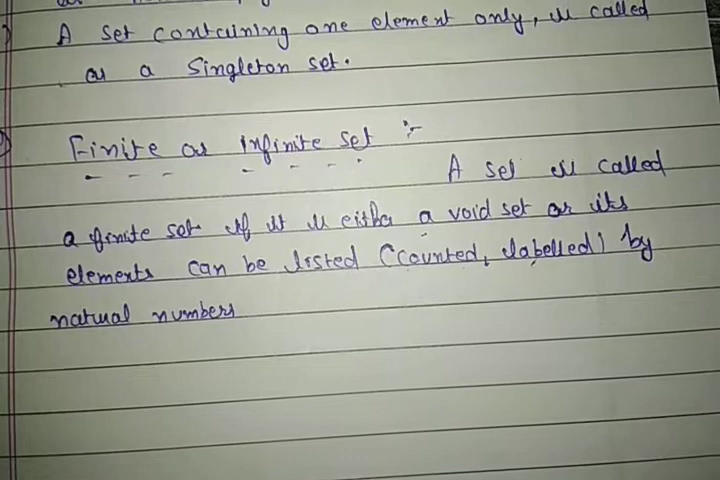 A set containing one element only, is called
as a Singleton set.
Finite or Infinite set :-
A set is called
a finite set if it is either a void set or its
elements can be listed (counted, labelled) by
natural numbers